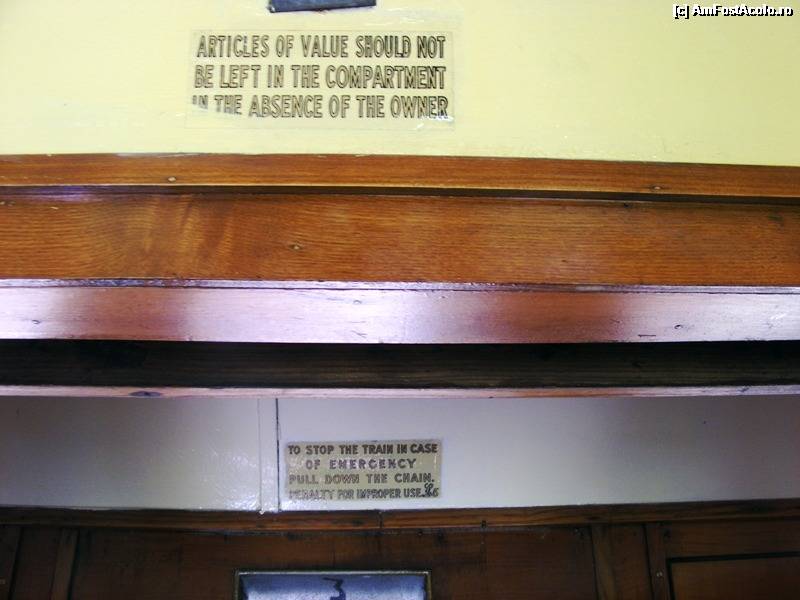 [c] AmFostAcolo.ro
ARTICLES OF VALUE SHOULD NOT
BE LEFT IN THE COMPARTMENT
IN THE ABSENCE OF THE OWNER
TO STOP THE TRAIN IN CASE
OF EMERGENCY
PULL DOWN THE CHAIN.
PENALTY FOR IMPROPER USE.
3